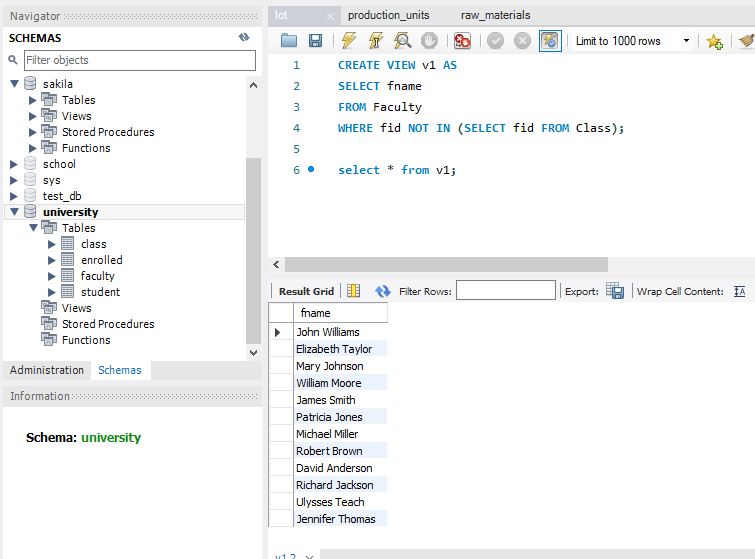 Navigator
SCHEMAS
Filter objects
sakila
Tables
Views
Stored Procedures
Functions
school
sys
test_db
university
Tables
class
enrolled
faculty
student
Views
Stored Procedures
Functions
Administration Schemas
Information
Schema: university
lot production_units raw_materials
Limit to 1000 rows
1 CREATE VIEW v1 AS
2 SELECT fname
3 FROM Faculty
4 WHERE fid NOT IN (SELECT fid FROM Class);
5
6 select * from v1;
Result Grid Filter Rows: Export: Wrap Cell Content: IA
fname
John Williams
Elizabeth Taylor
Mary Johnson
William Moore
James Smith
Patricia Jones
Michael Miller
Robert Brown
David Anderson
Richard Jackson
Ulysses Teach
Jennifer Thomas
v1 2